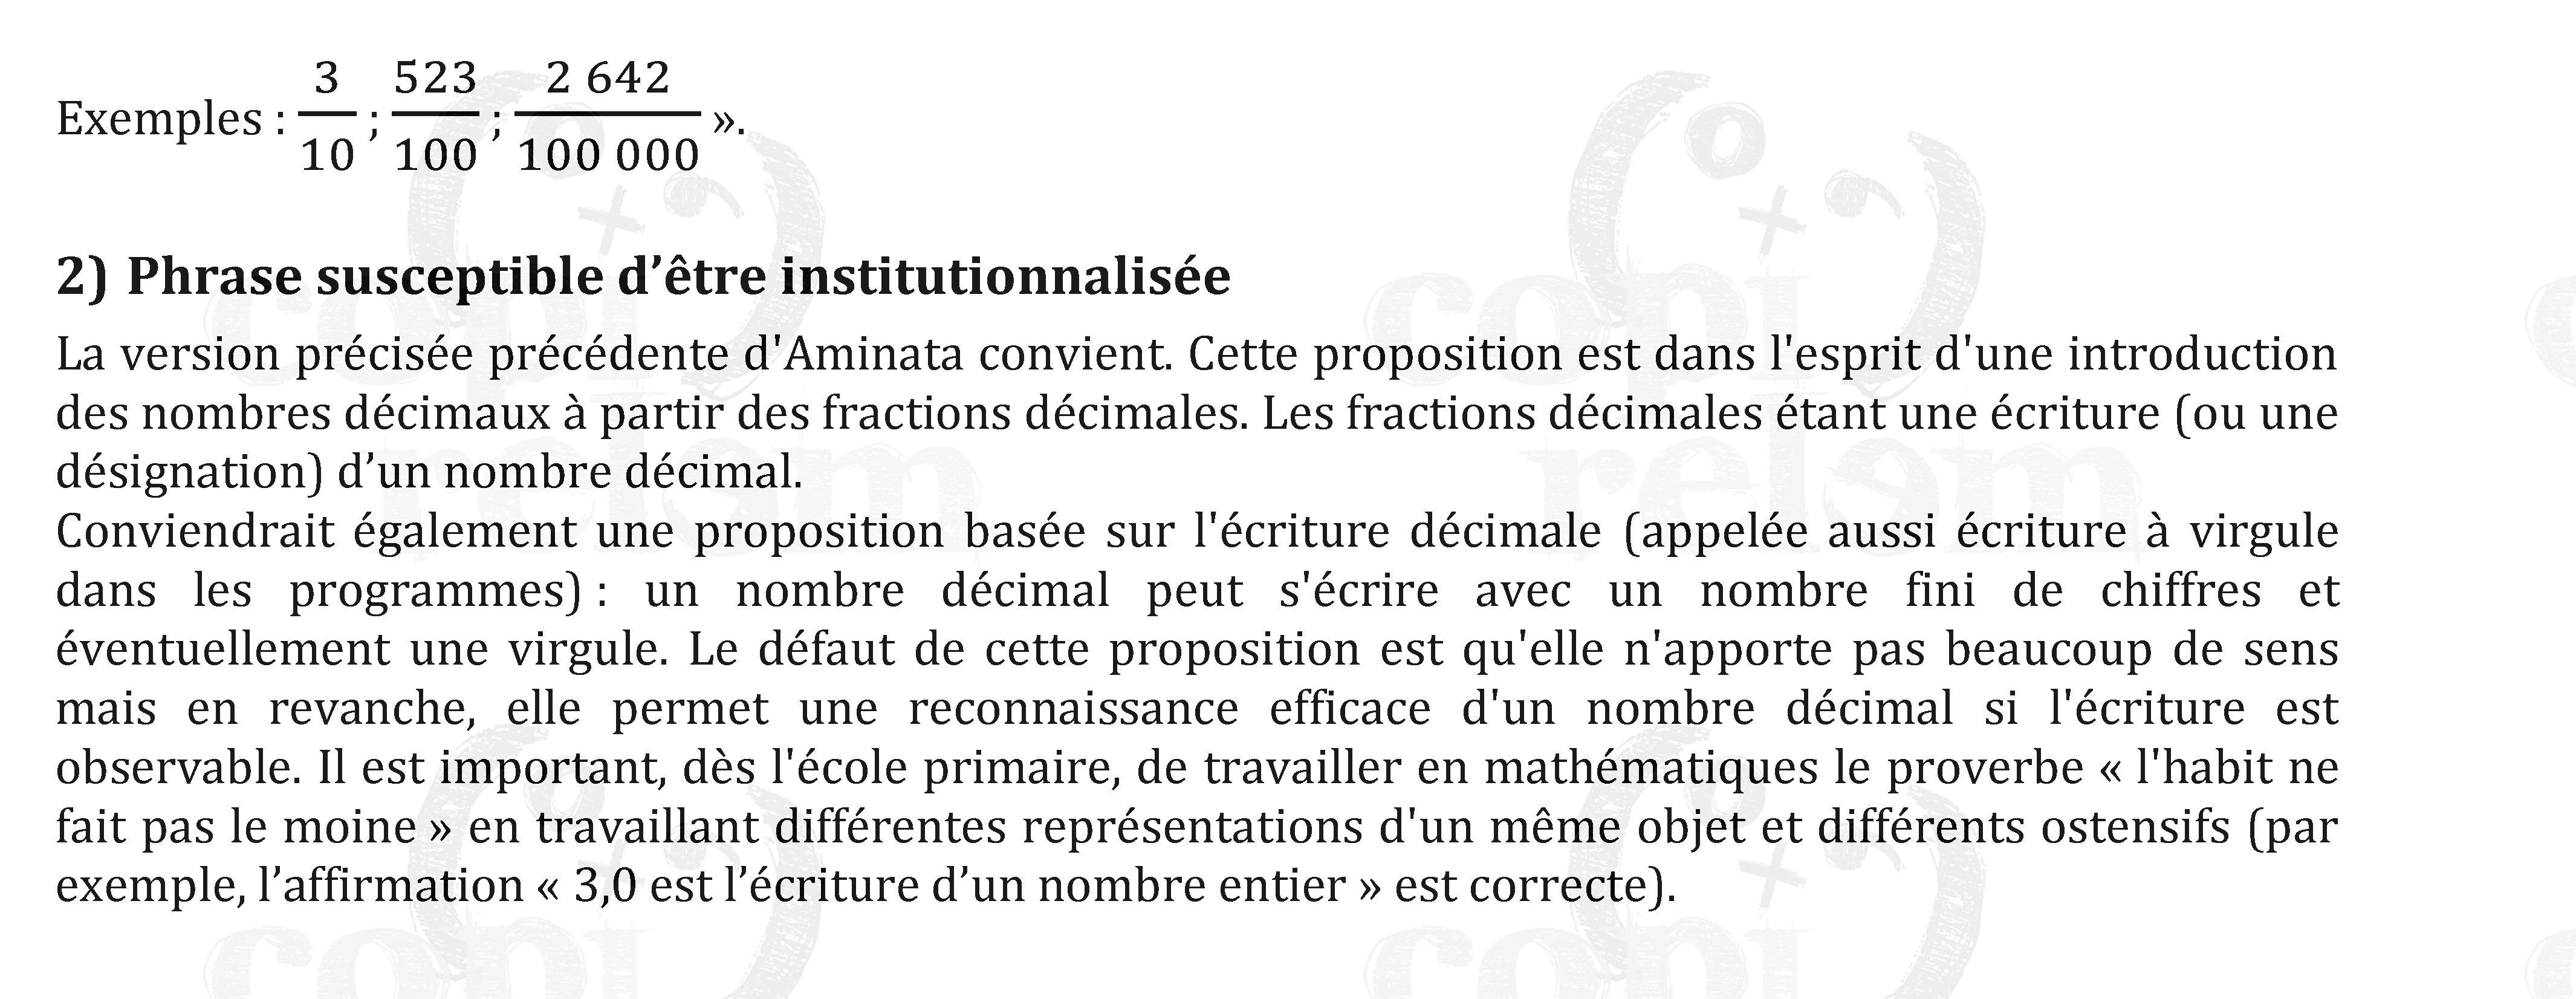 Exemples : 3/10 ; 523/100 ; 2 642/100 000 ».
2) Phrase susceptible d’être institutionnalisée
La version précisée précédente d'Aminata convient. Cette proposition est dans l'esprit d'une introduction
des nombres décimaux à partir des fractions décimales. Les fractions décimales étant une écriture (ou une
désignation) d’un nombre décimal.
Conviendrait également une proposition basée sur l'écriture décimale (appelée aussi écriture à virgule
dans les programmes) : un nombre décimal peut s'écrire avec un nombre fini de chiffres et
éventuellement une virgule. Le défaut de cette proposition est qu'elle n'apporte pas beaucoup de sens
mais en revanche, elle permet une reconnaissance efficace d'un nombre décimal si l'écriture est
observable. Il est important, dès l'école primaire, de travailler en mathématiques le proverbe « l'habit ne
fait pas le moine » en travaillant différentes représentations d'un même objet et différents ostensifs (par
exemple, l’affirmation « 3,0 est l’écriture d’un nombre entier » est correcte).
copi
relem
copi
relem
copi
copi